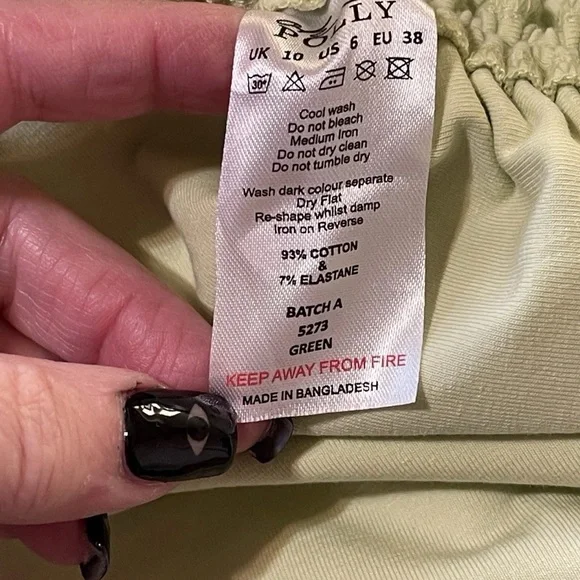 POLLY
UK 10 US 6 EU 38
30°
Cool wash
Do not bleach
Medium Iron
Do not dry clean
Do not tumble dry
Wash dark colour separate
Dry Flat
Re-shape whilst damp
Iron on Reverse
93% COTTON
&
7% ELASTANE
BATCH A
5273
GREEN
KEEP AWAY FROM FIRE
MADE IN BANGLADESH